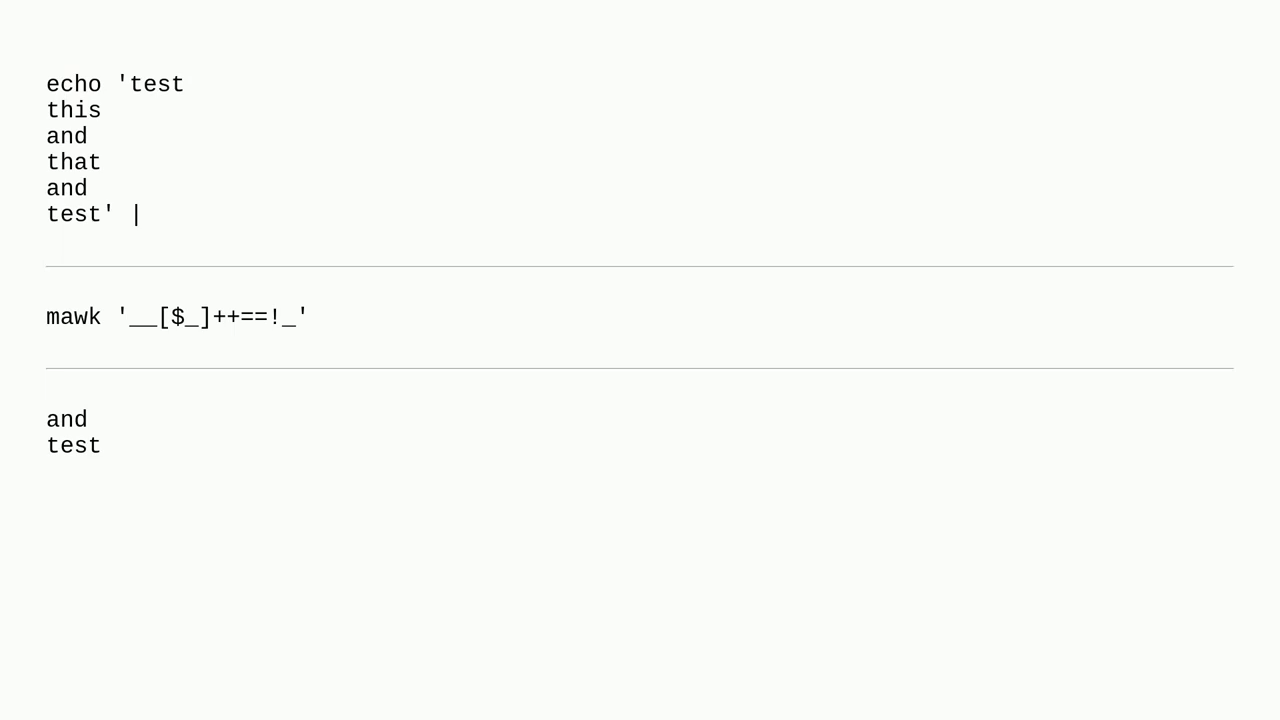 echo 'test
this
and
that
and
test' |
mawk '__[$_]++==!_'
and
test